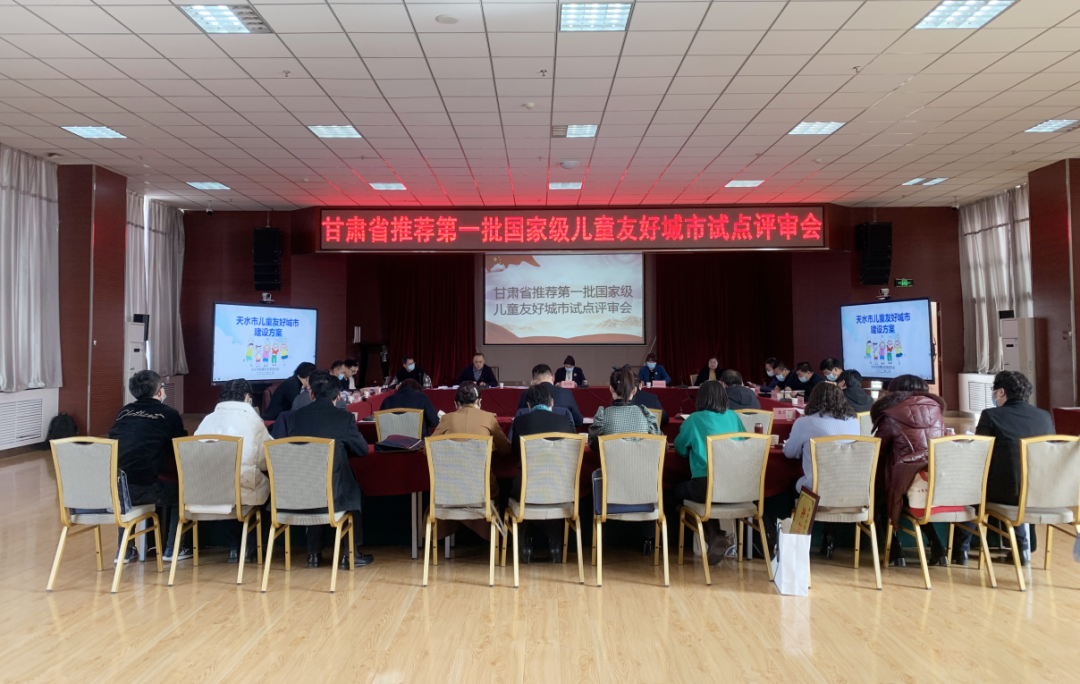 甘肃省推荐第一批国家级儿童友好城市试点评审会
甘肃省推荐第一批国家级
儿童友好城市试点评审会
天水市儿童友好城市
建设方案
天水市儿童友好城市
建设方案